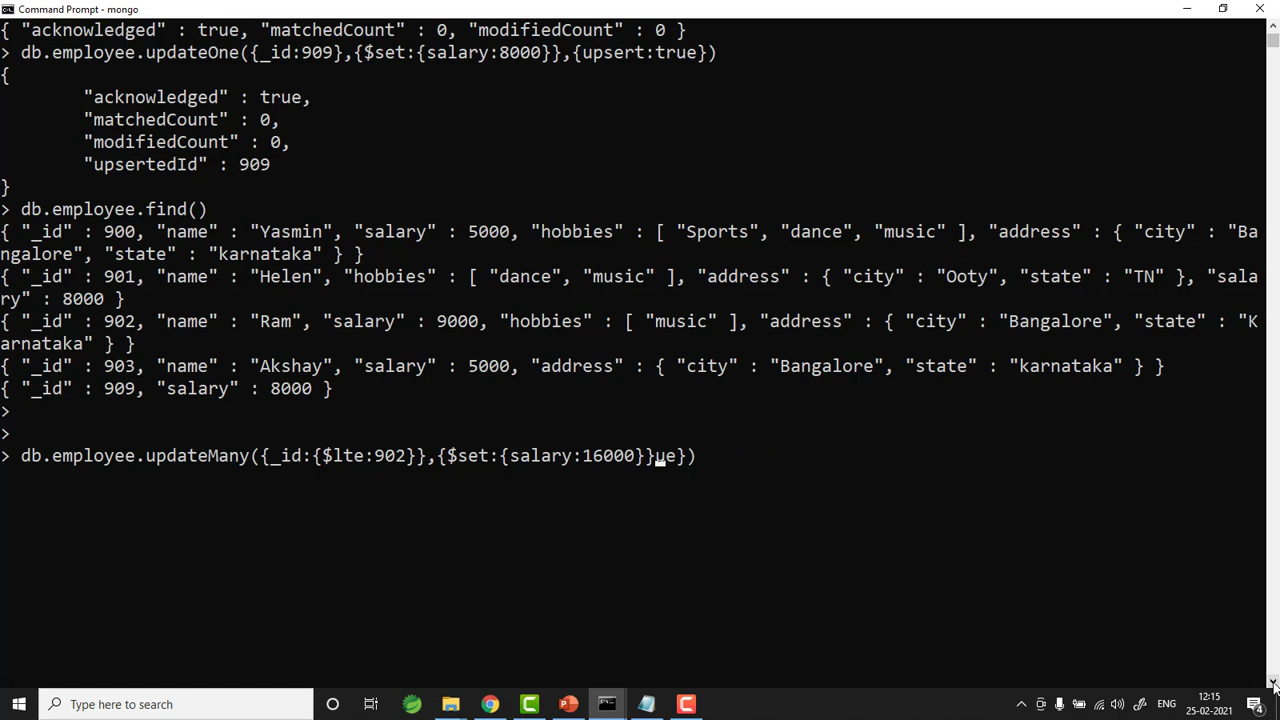 Command Prompt - mongo
{ "acknowledged" : true, "matchedCount" : 0, "modifiedCount" : 0 }
> db.employee.updateOne({_id:909},{$set:{salary:8000}},{upsert:true})
{
        "acknowledged" : true,
        "matchedCount" : 0,
        "modifiedCount" : 0,
        "upsertedId" : 909
}
> db.employee.find()
{ "_id" : 900, "name" : "Yasmin", "salary" : 5000, "hobbies" : [ "Sports", "dance", "music" ], "address" : { "city" : "Ba
ngalore", "state" : "karnataka" } }
{ "_id" : 901, "name" : "Helen", "hobbies" : [ "dance", "music" ], "address" : { "city" : "Ooty", "state" : "TN" }, "sala
ry" : 8000 }
{ "_id" : 902, "name" : "Ram", "salary" : 9000, "hobbies" : [ "music" ], "address" : { "city" : "Bangalore", "state" : "K
arnataka" } }
{ "_id" : 903, "name" : "Akshay", "salary" : 5000, "address" : { "city" : "Bangalore", "state" : "karnataka" } }
{ "_id" : 909, "salary" : 8000 }
>
>
> db.employee.updateMany({_id:{$lte:902}},{$set:{salary:16000}}ue})
Type here to search
ENG
12:15
25-02-2021
4